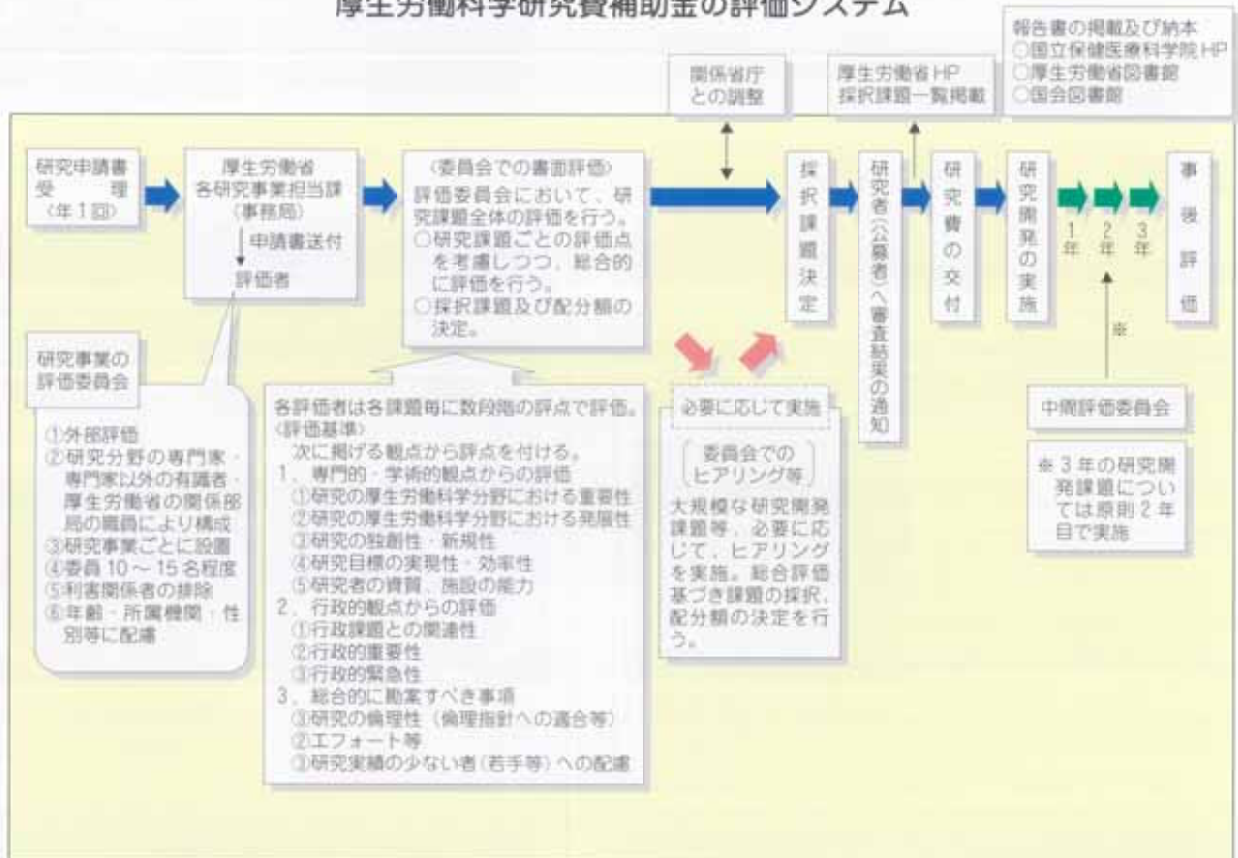 厚生労働科学研究費補助金の評価システム
報告書の掲載及び納本
○国立保健医療科学院HP
○厚生労働省図書館
○国会図書館
関係省庁
との調整
厚生労働省HP
採択課題一覧掲載
研究申請書
受　　理
〈年1回〉
厚生労働省
各研究事業担当課
（事務局）
申請書送付
評価者
〈委員会での書面評価〉
評価委員会において、研
究課題全体の評価を行う。
○研究課題ごとの評価点
を考慮しつつ、総合的
に評価を行う。
○採択課題及び配分額の
決定。
採択課題決定
研究者（公募者）へ審査結果の通知
研究費の交付
研究開発の実施
1年
2年
3年
事後評価
※
研究事業の
評価委員会
①外部評価
②研究分野の専門家・
専門家以外の有識者・
厚生労働省の関係部
局の職員により構成
③研究事業ごとに設置
④委員10～15名程度
⑤利害関係者の排除
⑥年齢・所属機関・性
別等に配慮
各評価者は各課題毎に数段階の評点で評価。
〈評価基準〉
次に掲げる観点から評点を付ける。
1．専門的・学術的観点からの評価
①研究の厚生労働科学分野における重要性
②研究の厚生労働科学分野における発展性
③研究の独創性・新規性
④研究目標の実現性・効率性
⑤研究者の資質、施設の能力
2．行政的観点からの評価
①行政課題との関連性
②行政的重要性
③行政的緊急性
3．総合的に勘案すべき事項
③研究の倫理性（倫理指針への適合等）
②エフォート等
③研究実績の少ない者（若手等）への配慮
必要に応じて実施
委員会での
ヒアリング等
大規模な研究開発
課題等、必要に応
じて、ヒアリング
を実施。総合評価
基づき課題の採択、
配分額の決定を行
う。
中間評価委員会
※3年の研究開
発課題につい
ては原則2年
目で実施